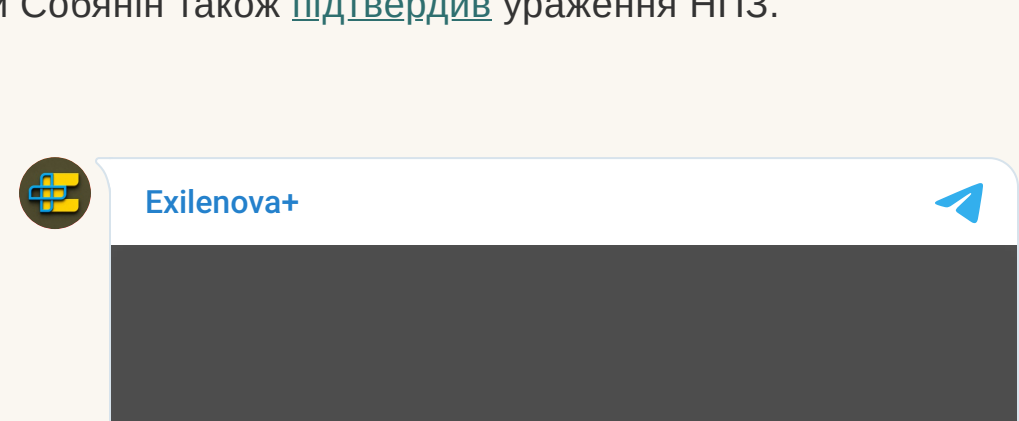 и Собянін також підтвердив ураження НПЗ.
Exilenova+